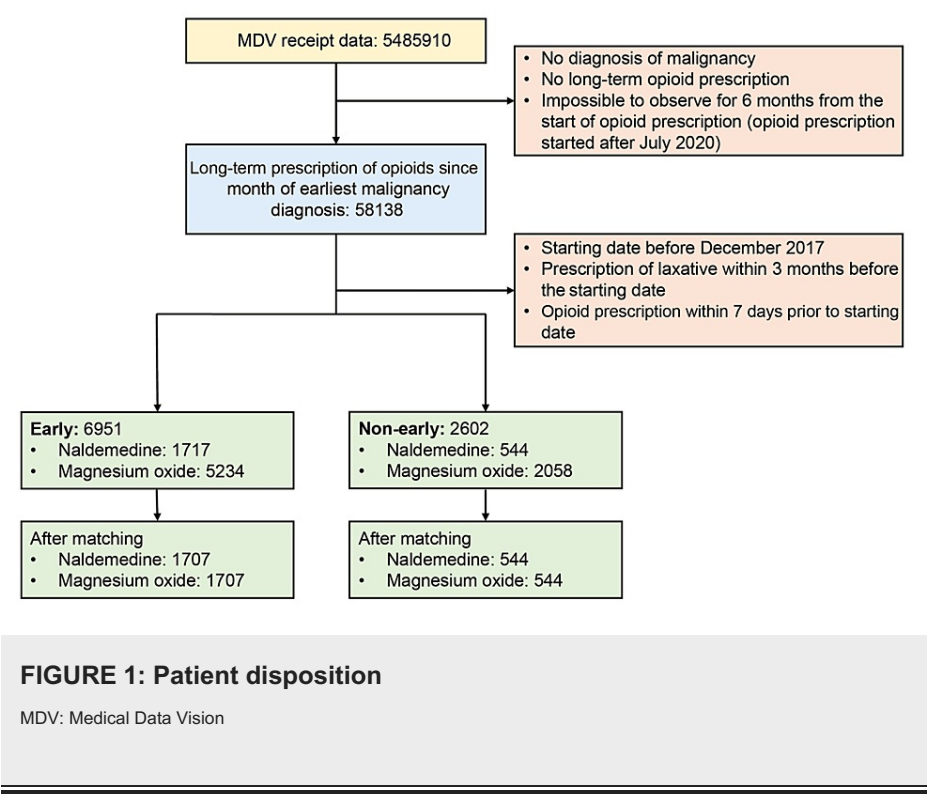 MDV receipt data: 5485910
• No diagnosis of malignancy
• No long-term opioid prescription
• Impossible to observe for 6 months from the
start of opioid prescription (opioid prescription
started after July 2020)
Long-term prescription of opioids since
month of earliest malignancy
diagnosis: 58138
• Starting date before December 2017
• Prescription of laxative within 3 months before
the starting date
• Opioid prescription within 7 days prior to starting
date
Early: 6951
• Naldemedine: 1717
• Magnesium oxide: 5234
Non-early: 2602
• Naldemedine: 544
• Magnesium oxide: 2058
After matching
• Naldemedine: 1707
• Magnesium oxide: 1707
After matching
• Naldemedine: 544
• Magnesium oxide: 544
FIGURE 1: Patient disposition
MDV: Medical Data Vision